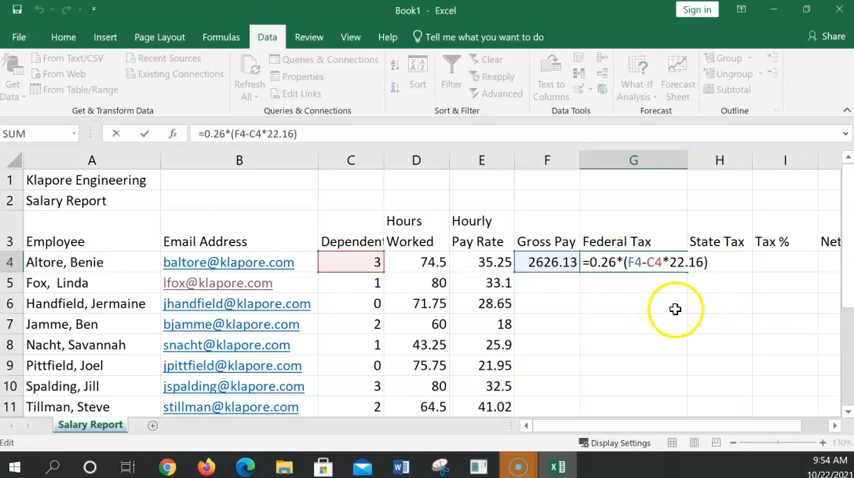 Book1 - Excel
Sign in
File Home Insert Page Layout Formulas Data Review View Help Tell me what you want to do Share
Get Data
From Text/CSV
From Web
From Table/Range
Recent Sources
Existing Connections
Refresh All
Queries & Connections
Properties
Edit Links
Sort
Filter
Clear
Reapply
Advanced
Text to Columns
What-If Analysis
Forecast Sheet
Group
Ungroup
Subtotal
Get & Transform Data Queries & Connections Sort & Filter Data Tools Forecast Outline
SUM fx =0.26*(F4-C4*22.16)
A B C D E F G H I
1 Klapore Engineering
2 Salary Report
3 Employee Email Address Dependent Hours Worked Hourly Pay Rate Gross Pay Federal Tax State Tax Tax % Net
4 Altore, Benie baltore@klapore.com 3 74.5 35.25 2626.13 =0.26*(F4-C4*22.16)
5 Fox, Linda lfox@klapore.com 1 80 33.1
6 Handfield, Jermaine jhandfield@klapore.com 0 71.75 28.65
7 Jamme, Ben bjamme@klapore.com 2 60 18
8 Nacht, Savannah snacht@klapore.com 1 43.25 25.9
9 Pittfield, Joel jpittfield@klapore.com 0 75.75 21.95
10 Spalding, Jill jspalding@klapore.com 3 80 32.5
11 Tillman, Steve stillman@klapore.com 2 64.5 41.02
Salary Report
Edit Display Settings 130%
9:54 AM
10/22/2021